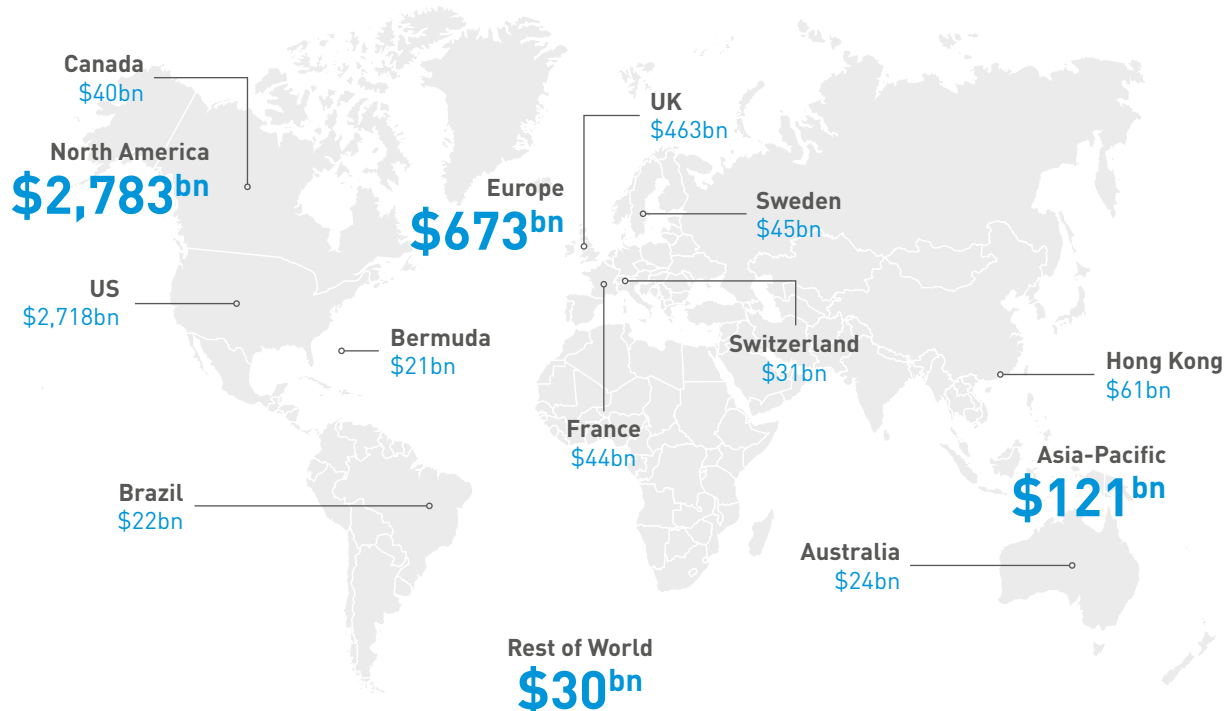 Canada
$40bn
North America
$2,783bn
US
$2,718bn
Bermuda
$21bn
Brazil
$22bn
UK
$463bn
Europe
$673bn
Sweden
$45bn
Switzerland
$31bn
France
$44bn
Hong Kong
$61bn
Asia-Pacific
$121bn
Australia
$24bn
Rest of World
$30bn